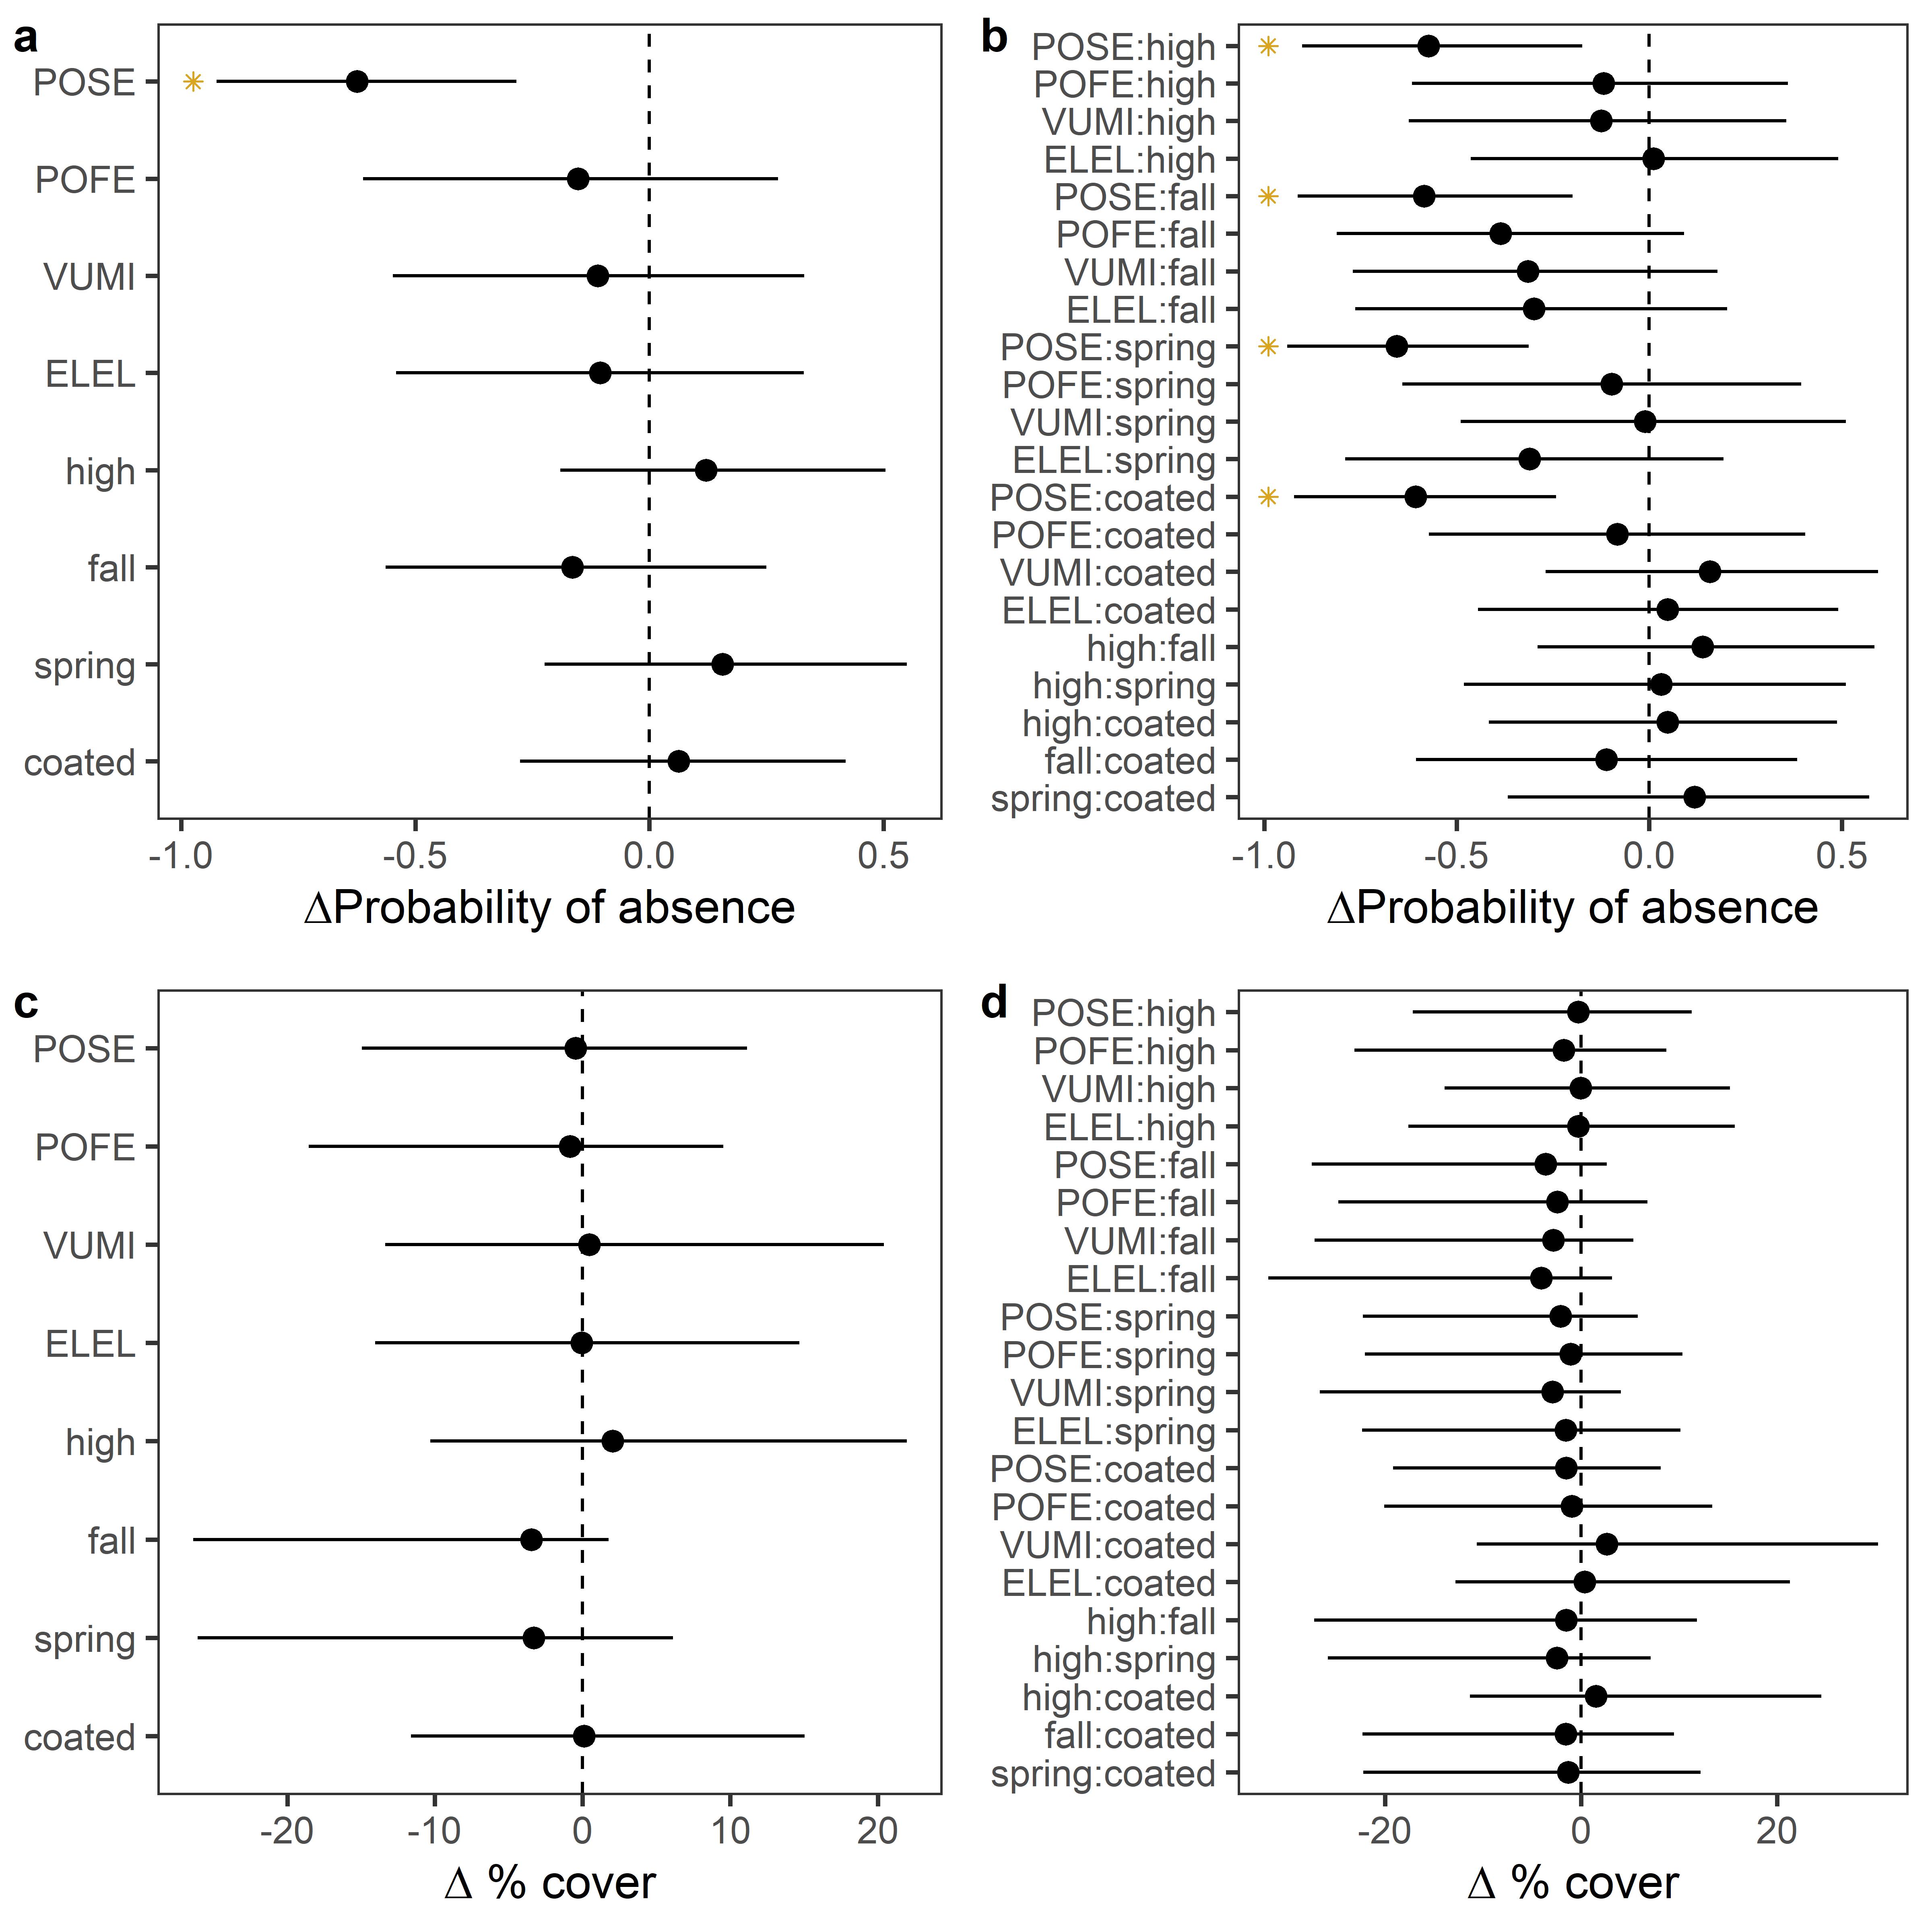 a
POSE
POFE
VUMI
ELEL
high
fall
spring
coated
-1.0 -0.5 0.0 0.5
ΔProbability of absence
b
POSE:high
POFE:high
VUMI:high
ELEL:high
POSE:fall
POFE:fall
VUMI:fall
ELEL:fall
POSE:spring
POFE:spring
VUMI:spring
ELEL:spring
POSE:coated
POFE:coated
VUMI:coated
ELEL:coated
high:fall
high:spring
high:coated
fall:coated
spring:coated
-1.0 -0.5 0.0 0.5
ΔProbability of absence
c
POSE
POFE
VUMI
ELEL
high
fall
spring
coated
-20 -10 0 10 20
Δ % cover
d
POSE:high
POFE:high
VUMI:high
ELEL:high
POSE:fall
POFE:fall
VUMI:fall
ELEL:fall
POSE:spring
POFE:spring
VUMI:spring
ELEL:spring
POSE:coated
POFE:coated
VUMI:coated
ELEL:coated
high:fall
high:spring
high:coated
fall:coated
spring:coated
-20 0 20
Δ % cover